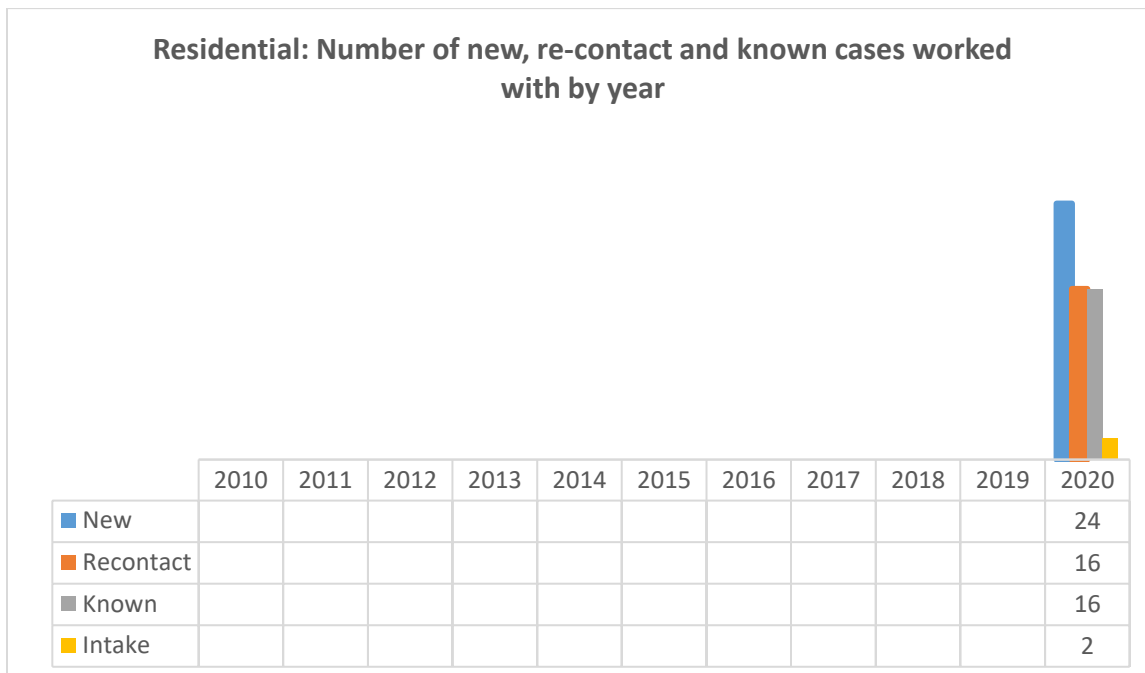 Residential: Number of new, re-contact and known cases worked
with by year
2010 2011 2012 2013 2014 2015 2016 2017 2018 2019 2020
New 24
Recontact 16
Known 16
Intake 2